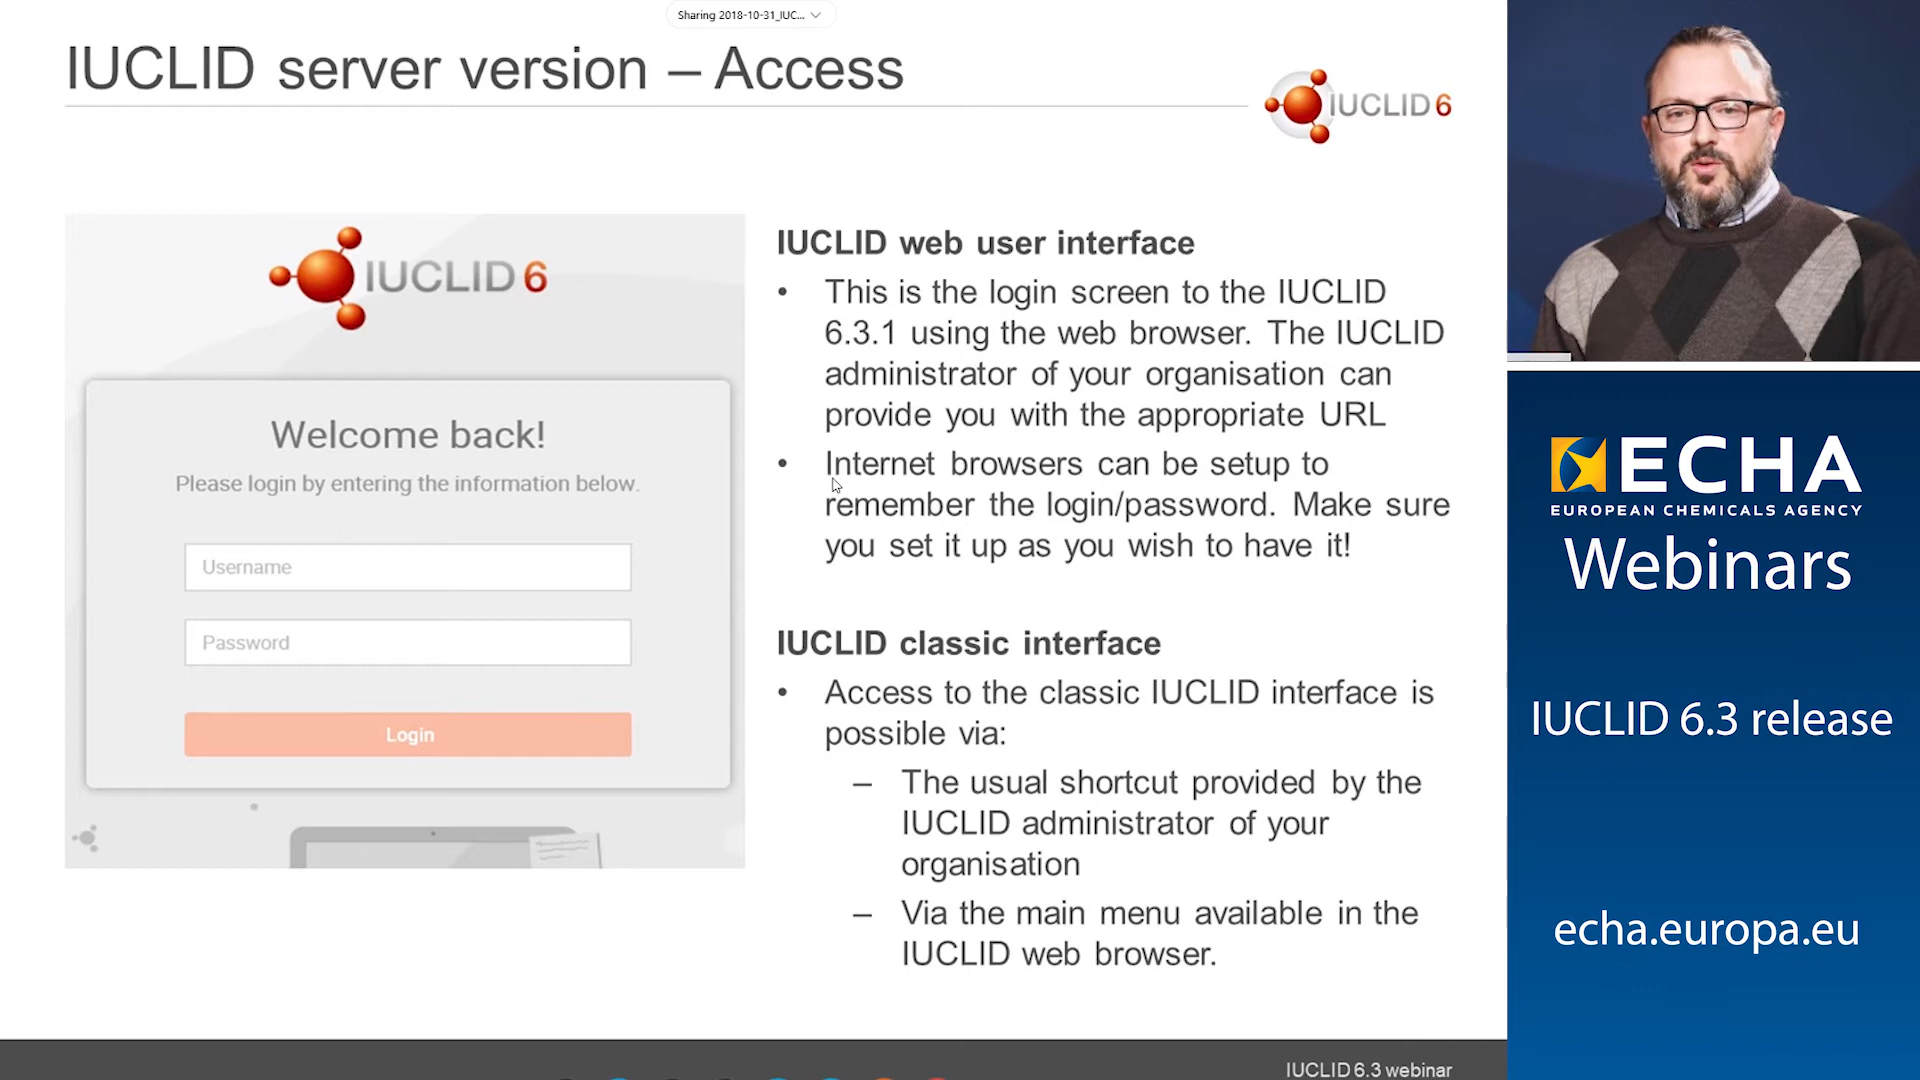 Sharing 2018-10-31_IUC...
IUCLID server version – Access
IUCLID 6
IUCLID 6
Welcome back!
Please login by entering the information below.
Username
Password
Login
IUCLID web user interface
• This is the login screen to the IUCLID
6.3.1 using the web browser. The IUCLID
administrator of your organisation can
provide you with the appropriate URL
• Internet browsers can be setup to
remember the login/password. Make sure
you set it up as you wish to have it!
IUCLID classic interface
• Access to the classic IUCLID interface is
possible via:
– The usual shortcut provided by the
IUCLID administrator of your
organisation
– Via the main menu available in the
IUCLID web browser.
IUCLID 6.3 webinar
ECHA
EUROPEAN CHEMICALS AGENCY
Webinars
IUCLID 6.3 release
echa.europa.eu